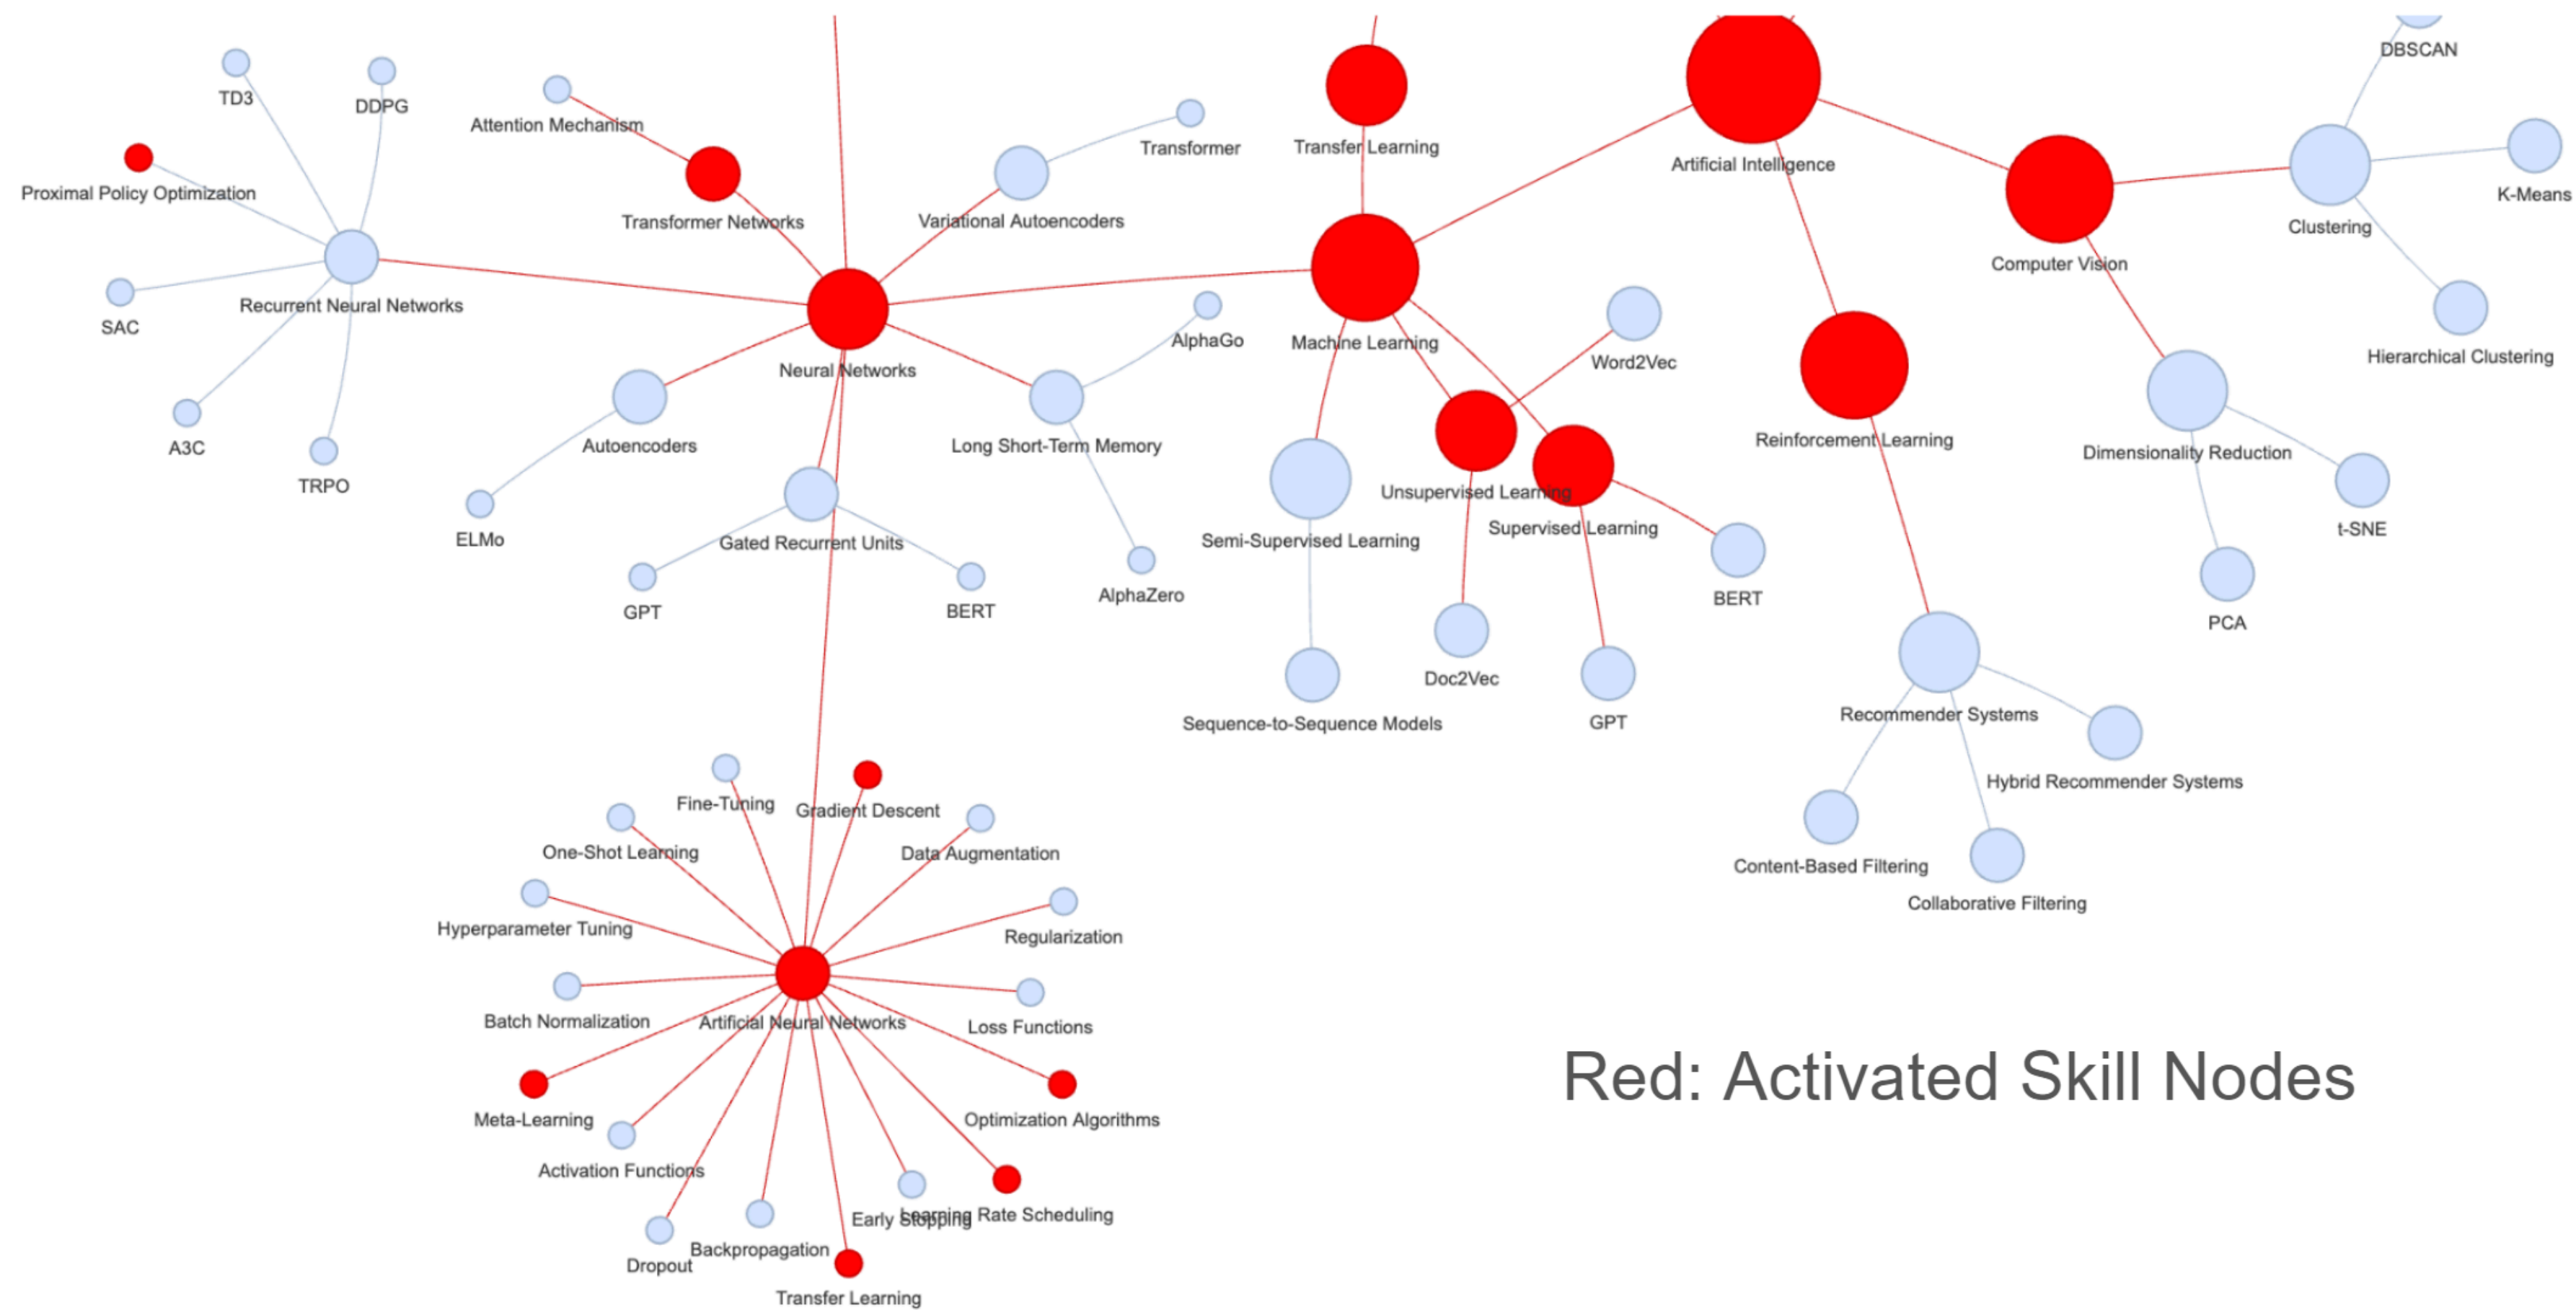 DBSCAN
TD3
DDPG
Attention Mechanism
Transformer
Transfer Learning
Artificial Intelligence
K-Means
Proximal Policy Optimization
Transformer Networks
Variational Autoencoders
Clustering
Computer Vision
Recurrent Neural Networks
SAC
AlphaGo
Machine Learning
Word2Vec
Hierarchical Clustering
Neural Networks
A3C
Autoencoders
Long Short-Term Memory
Reinforcement Learning
Dimensionality Reduction
TRPO
Unsupervised Learning
Supervised Learning
t-SNE
ELMo
Gated Recurrent Units
Semi-Supervised Learning
GPT
BERT
AlphaZero
BERT
PCA
Doc2Vec
Sequence-to-Sequence Models
GPT
Recommender Systems
Hybrid Recommender Systems
Fine-Tuning
Gradient Descent
One-Shot Learning
Data Augmentation
Content-Based Filtering
Collaborative Filtering
Hyperparameter Tuning
Regularization
Batch Normalization
Artificial Neural Networks
Loss Functions
Red: Activated Skill Nodes
Meta-Learning
Optimization Algorithms
Activation Functions
Early Stopping
Learning Rate Scheduling
Backpropagation
Dropout
Transfer Learning